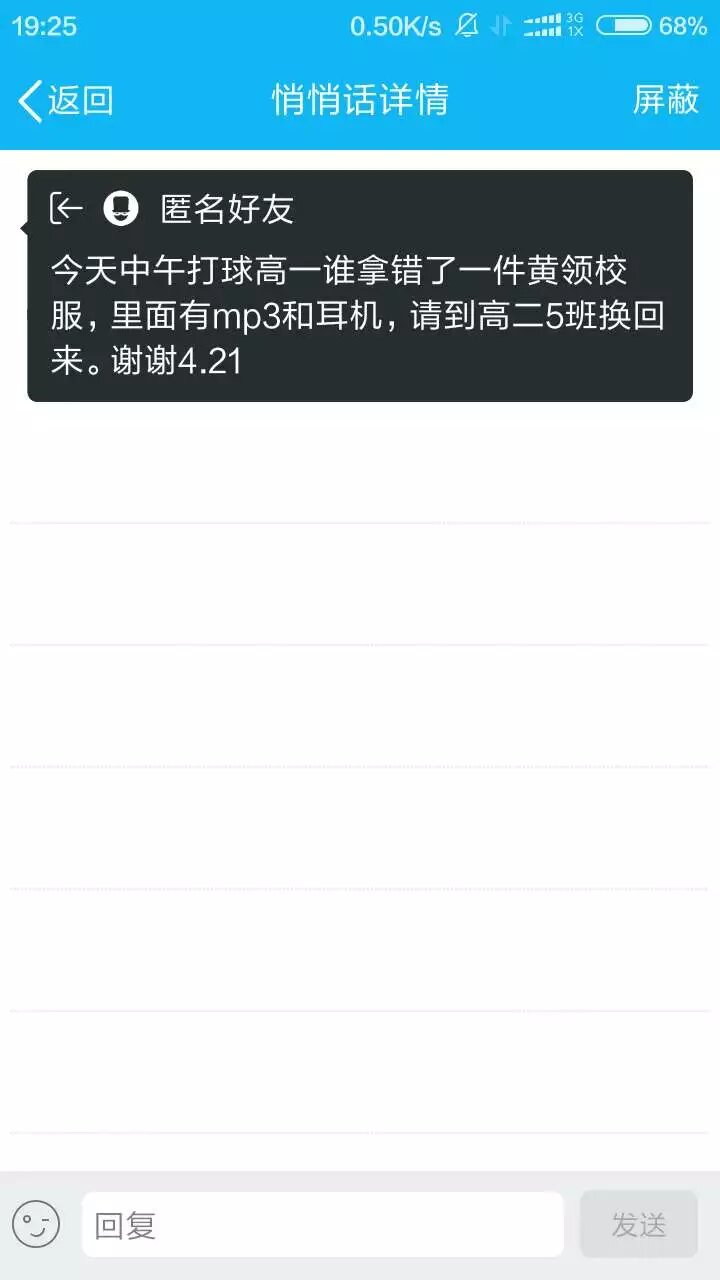 19:25 0.50K/s 3G 1X 68%
返回 悄悄话详情 屏蔽
匿名好友
今天中午打球高一谁拿错了一件黄领校
服，里面有mp3和耳机，请到高二5班换回
来。谢谢4.21
回复 发送